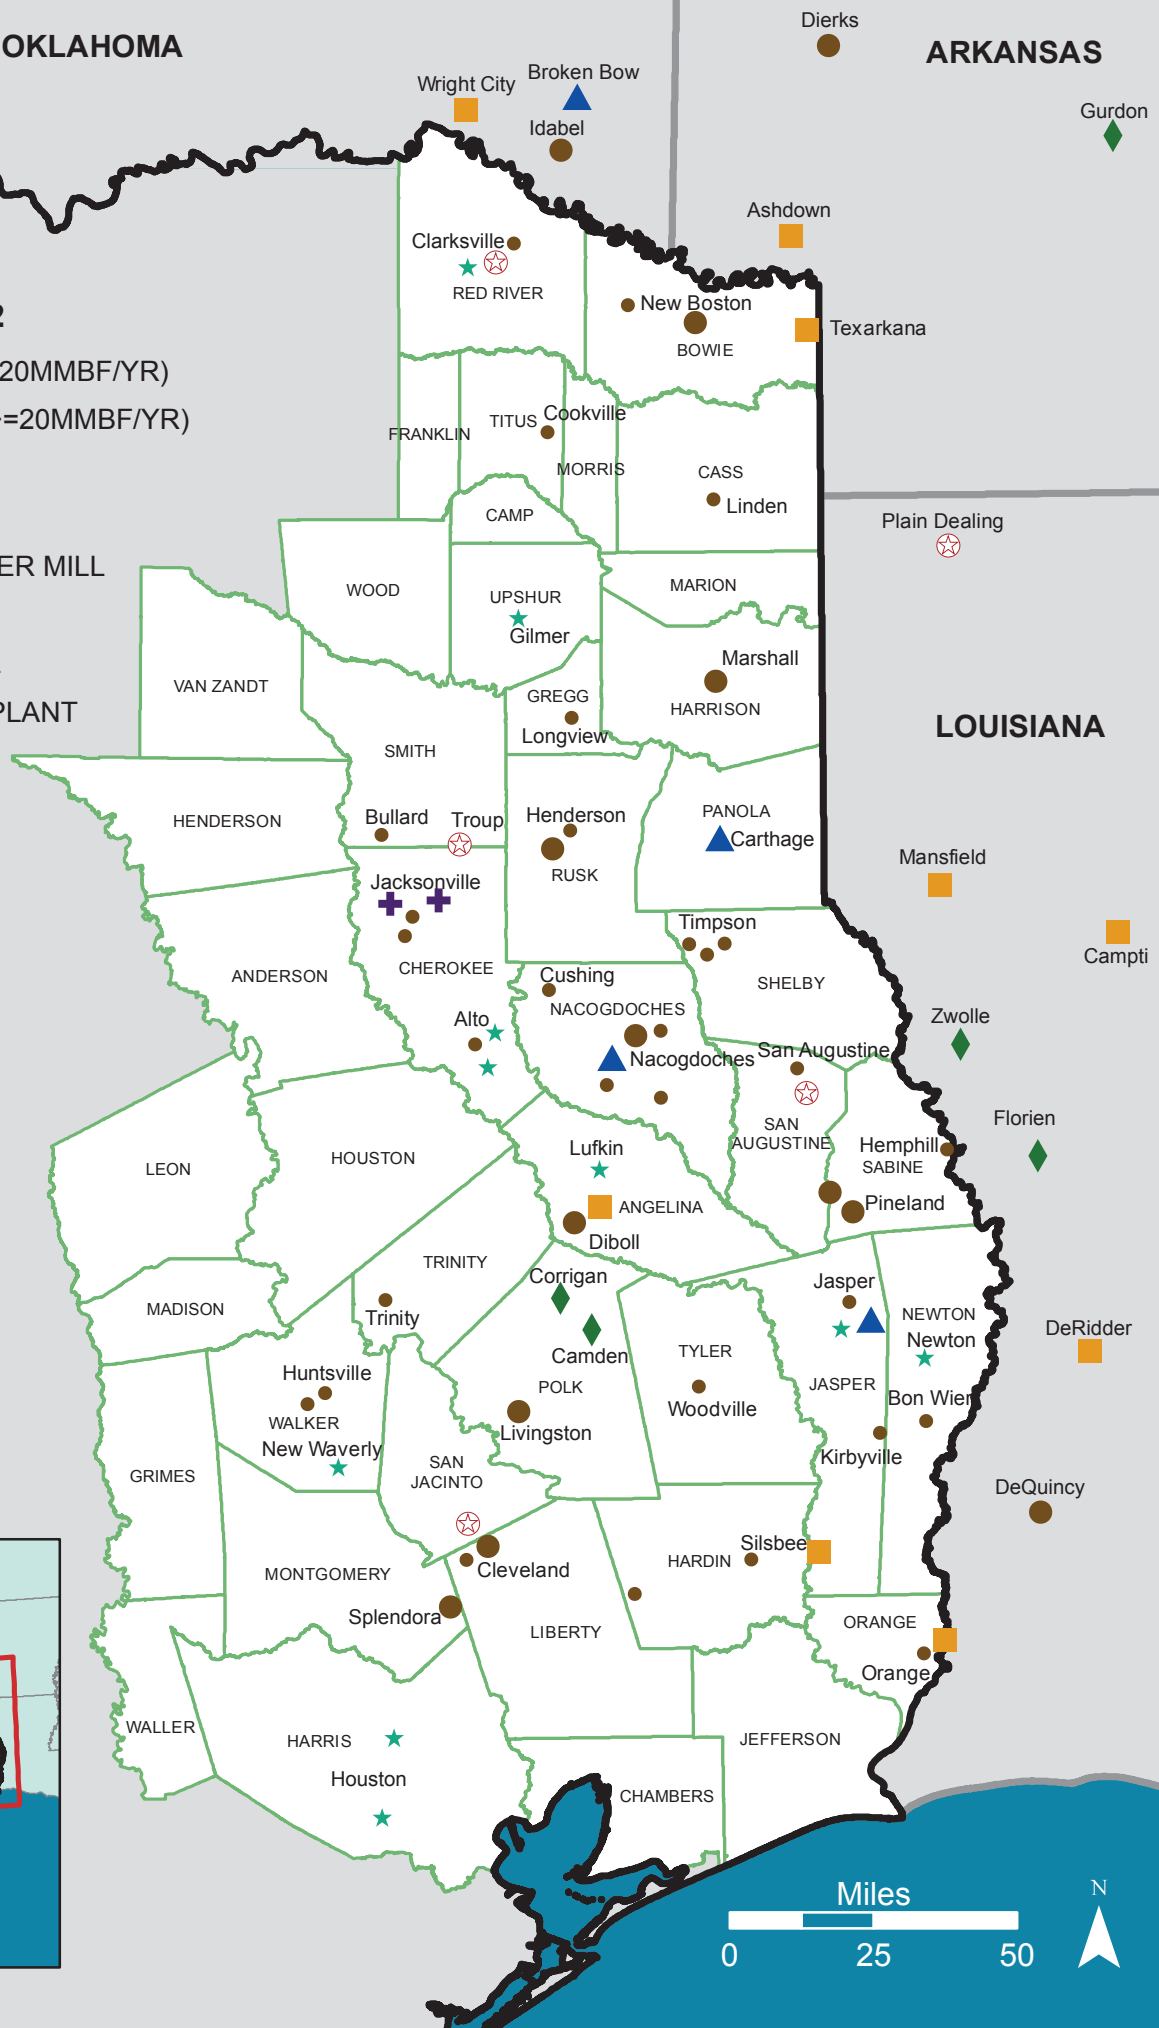 Dierks
OKLAHOMA
ARKANSAS
Broken Bow
Wright City
Gurdon
Idabel
Ashdown
Clarksville
RED RIVER
New Boston
2
Texarkana
BOWIE
20MMBF/YR)
Cookville
=20MMBF/YR)
TITUS
FRANKLIN
MORRIS
CASS
Linden
CAMP
Plain Dealing
ER MILL
MARION
WOOD
UPSHUR
Gilmer
Marshall
VAN ZANDT
GREGG
PLANT
HARRISON
LOUISIANA
Longview
SMITH
PANOLA
Bullard
Troup
Henderson
HENDERSON
Carthage
Mansfield
RUSK
Jacksonville
Timpson
Campti
CHEROKEE
ANDERSON
Cushing
SHELBY
NACOGDOCHES
Zwolle
Alto
San Augustine
Nacogdoches
Florien
SAN
AUGUSTINE
Hemphill
Lufkin
HOUSTON
SABINE
LEON
Pineland
ANGELINA
Diboll
TRINITY
Corrigan
Jasper
MADISON
Trinity
NEWTON
DeRidder
Newton
TYLER
Camden
Huntsville
JASPER
POLK
Bon Wier
Woodville
WALKER
Livingston
New Waverly
Kirbyville
SAN
JACINTO
GRIMES
DeQuincy
Silsbee
HARDIN
Cleveland
MONTGOMERY
Splendora
ORANGE
LIBERTY
Orange
WALLER
HARRIS
JEFFERSON
Houston
CHAMBERS
Miles
N
0 25 50